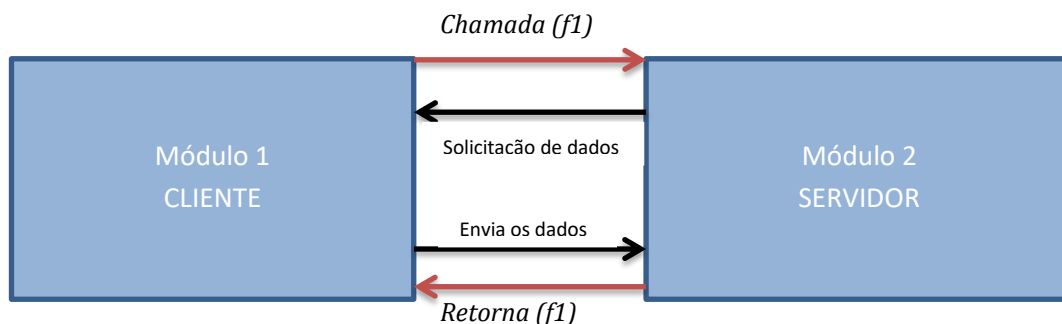 Chamada (f1)
Módulo 1
CLIENTE
Solicitacão de dados
Envia os dados
Módulo 2
SERVIDOR
Retorna (f1)